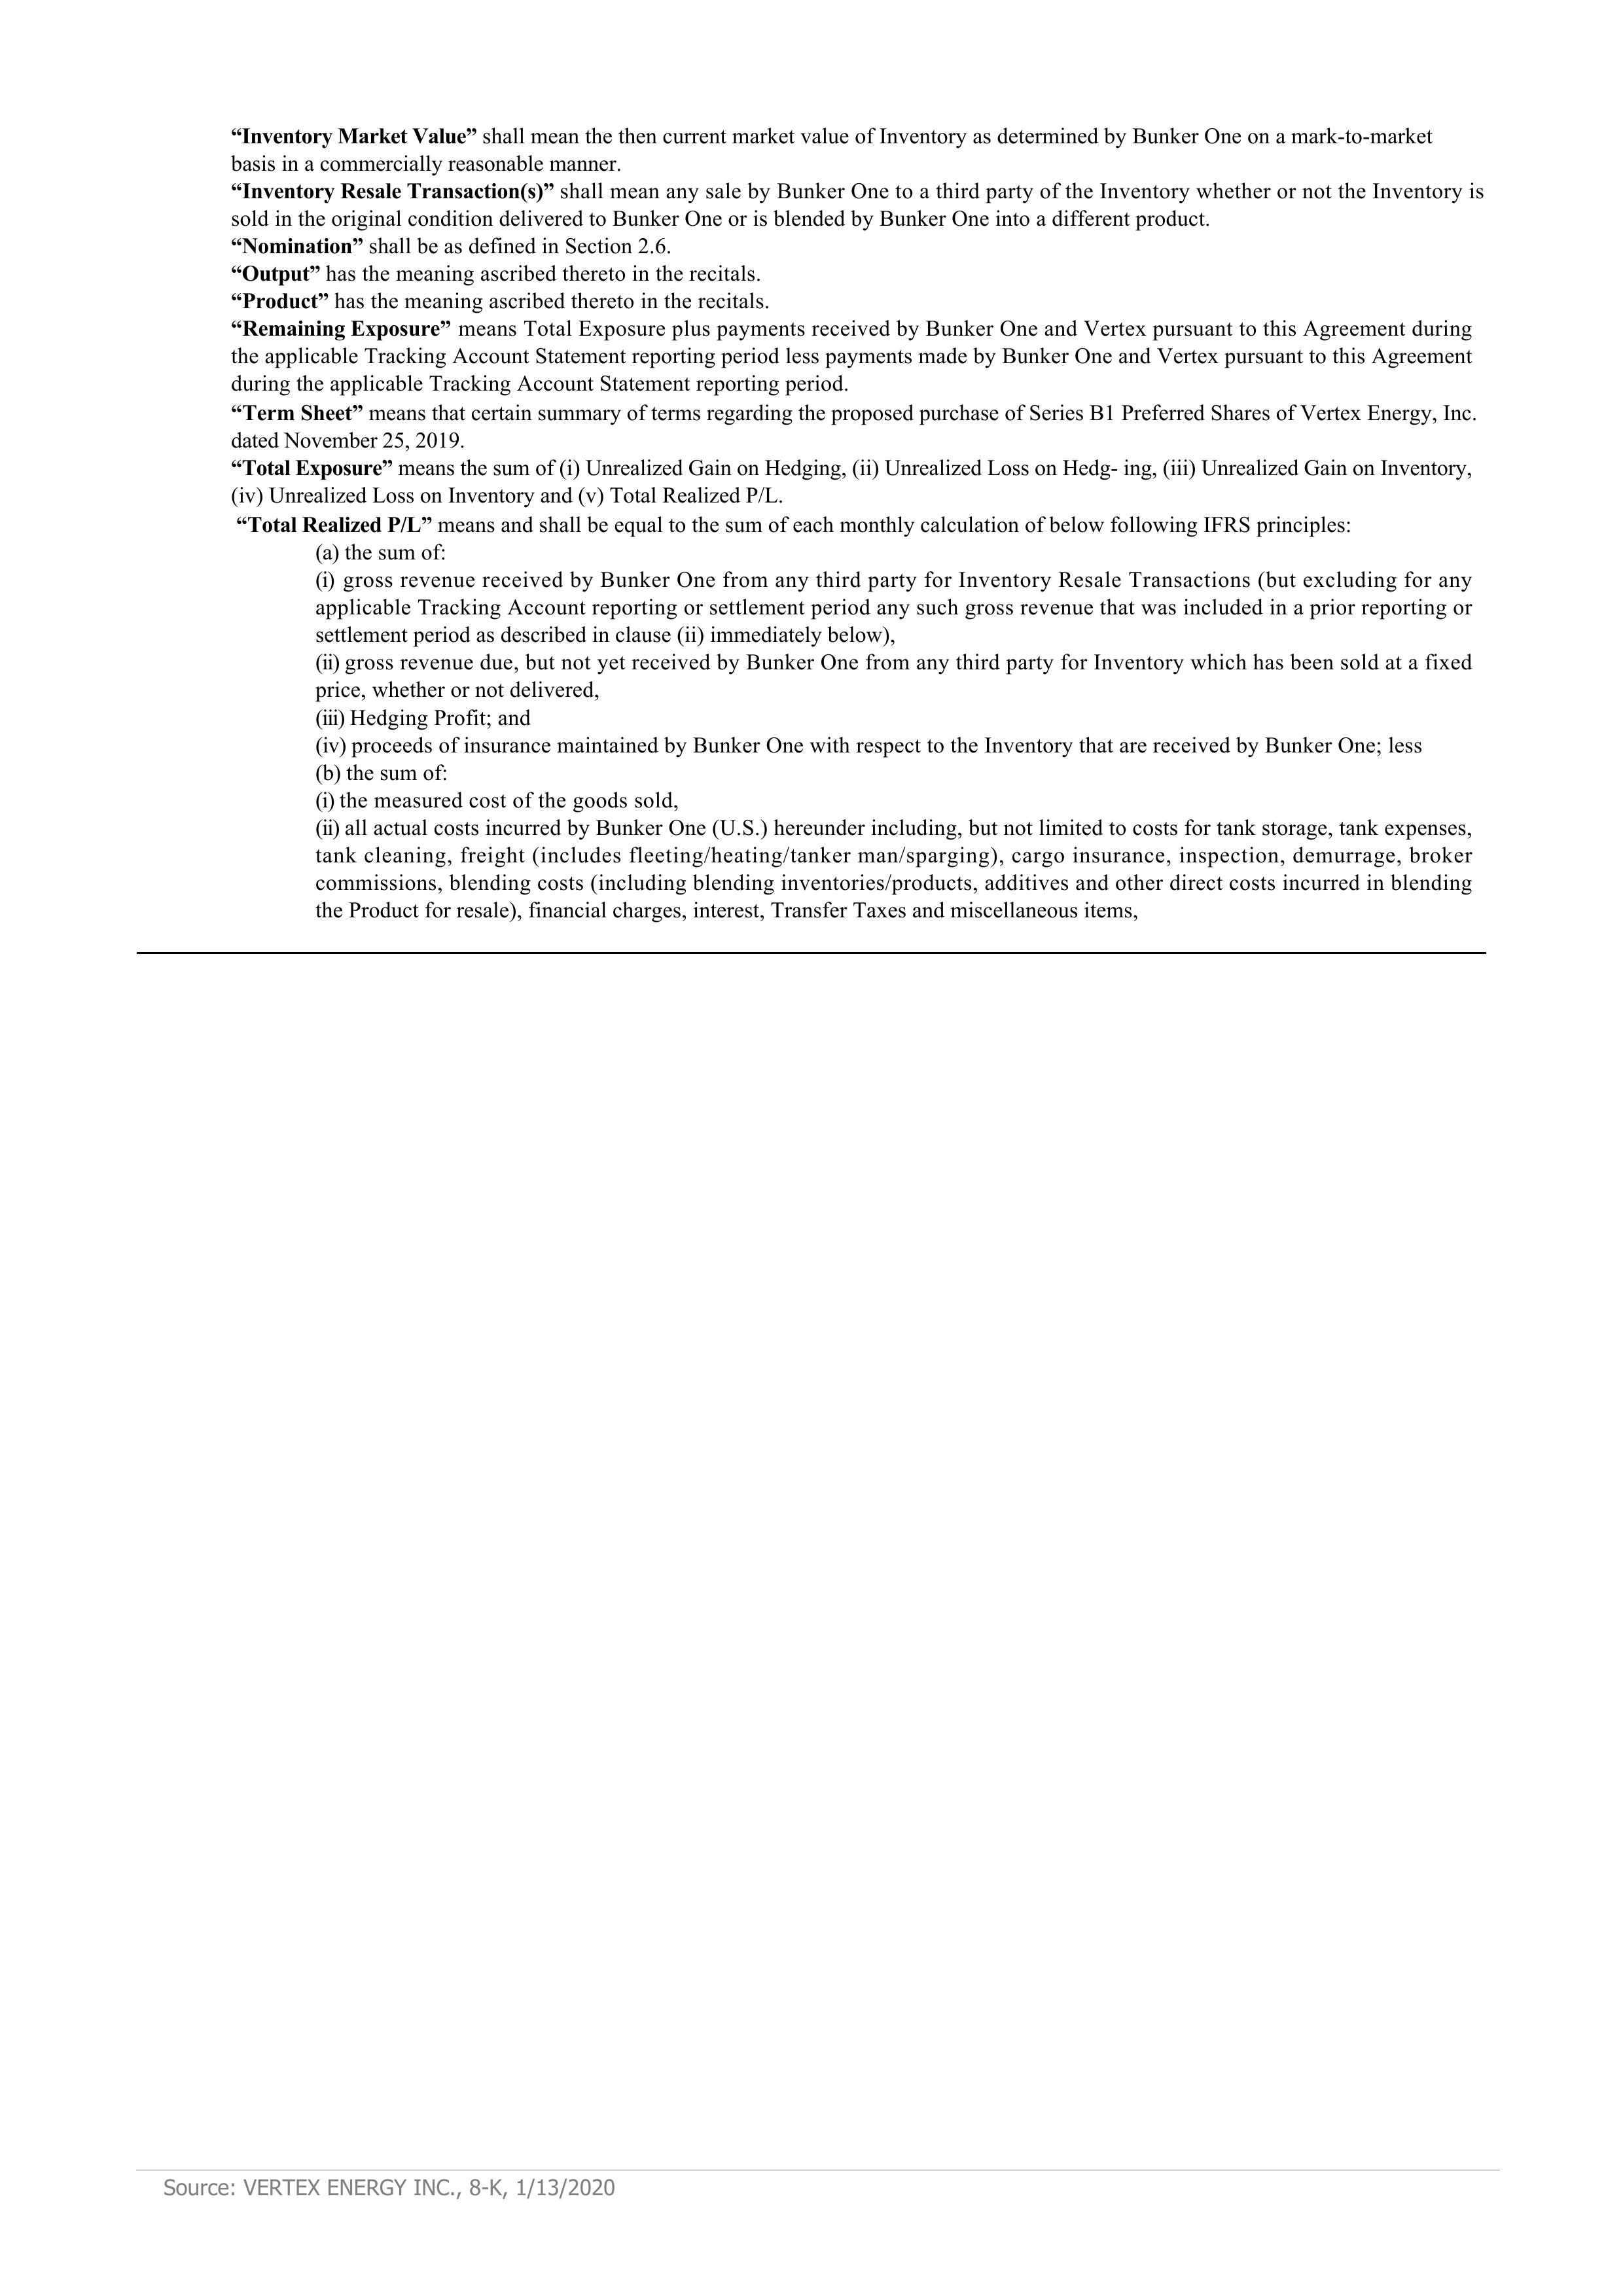 “Inventory Market Value” shall mean the then current market value of Inventory as determined by Bunker One on a mark-to-market
basis in a commercially reasonable manner.
“Inventory Resale Transaction(s)” shall mean any sale by Bunker One to a third party of the Inventory whether or not the Inventory is
sold in the original condition delivered to Bunker One or is blended by Bunker One into a different product.
“Nomination” shall be as defined in Section 2.6.
“Output” has the meaning ascribed thereto in the recitals.
“Product” has the meaning ascribed thereto in the recitals.
“Remaining Exposure” means Total Exposure plus payments received by Bunker One and Vertex pursuant to this Agreement during
the applicable Tracking Account Statement reporting period less payments made by Bunker One and Vertex pursuant to this Agreement
during the applicable Tracking Account Statement reporting period.
“Term Sheet” means that certain summary of terms regarding the proposed purchase of Series B1 Preferred Shares of Vertex Energy, Inc.
dated November 25, 2019.
“Total Exposure” means the sum of (i) Unrealized Gain on Hedging, (ii) Unrealized Loss on Hedg- ing, (iii) Unrealized Gain on Inventory,
(iv) Unrealized Loss on Inventory and (v) Total Realized P/L.
“Total Realized P/L” means and shall be equal to the sum of each monthly calculation of below following IFRS principles:
(a) the sum of:
(i) gross revenue received by Bunker One from any third party for Inventory Resale Transactions (but excluding for any
applicable Tracking Account reporting or settlement period any such gross revenue that was included in a prior reporting or
settlement period as described in clause (ii) immediately below),
(ii) gross revenue due, but not yet received by Bunker One from any third party for Inventory which has been sold at a fixed
price, whether or not delivered,
(iii) Hedging Profit; and
(iv) proceeds of insurance maintained by Bunker One with respect to the Inventory that are received by Bunker One; less
(b) the sum of:
(i) the measured cost of the goods sold,
(ii) all actual costs incurred by Bunker One (U.S.) hereunder including, but not limited to costs for tank storage, tank expenses,
tank cleaning, freight (includes fleeting/heating/tanker man/sparging), cargo insurance, inspection, demurrage, broker
commissions, blending costs (including blending inventories/products, additives and other direct costs incurred in blending
the Product for resale), financial charges, interest, Transfer Taxes and miscellaneous items,
Source: VERTEX ENERGY INC., 8-K, 1/13/2020